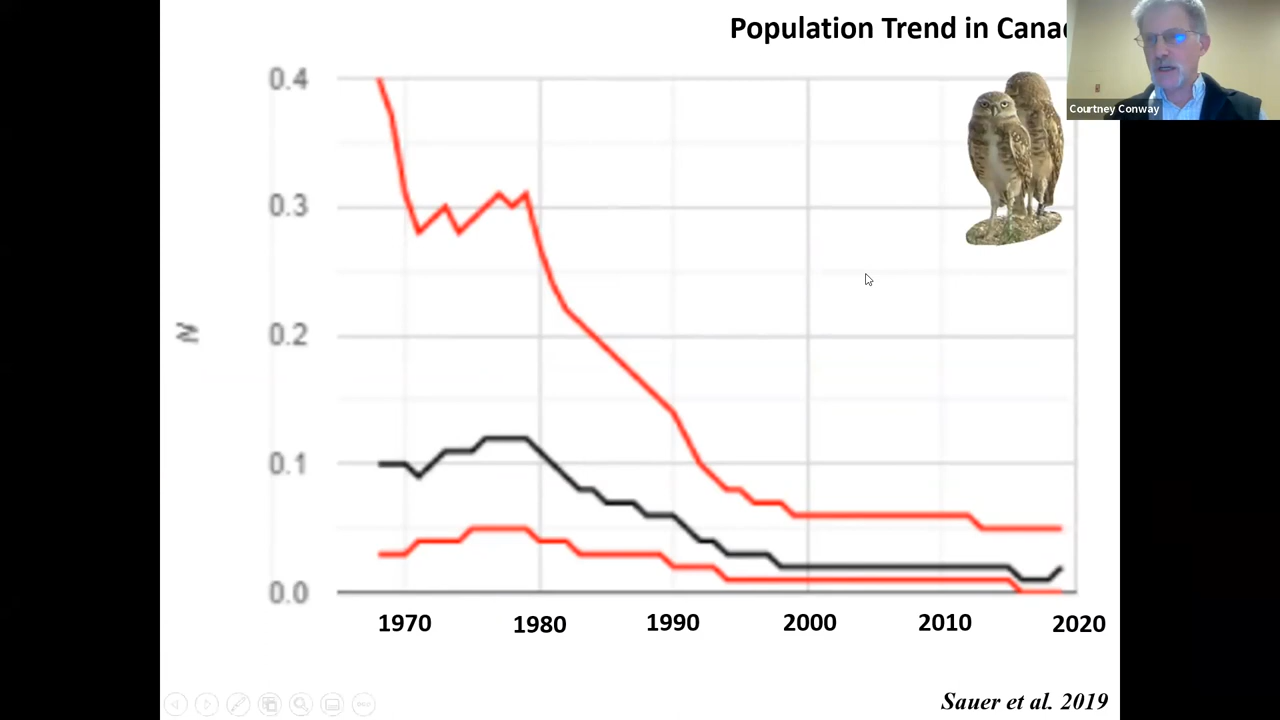 Population Trend in Cana
Courtney Conway
0.4
0.3
0.2
0.1
0.0
N
1970 1980 1990 2000 2010 2020
Sauer et al. 2019